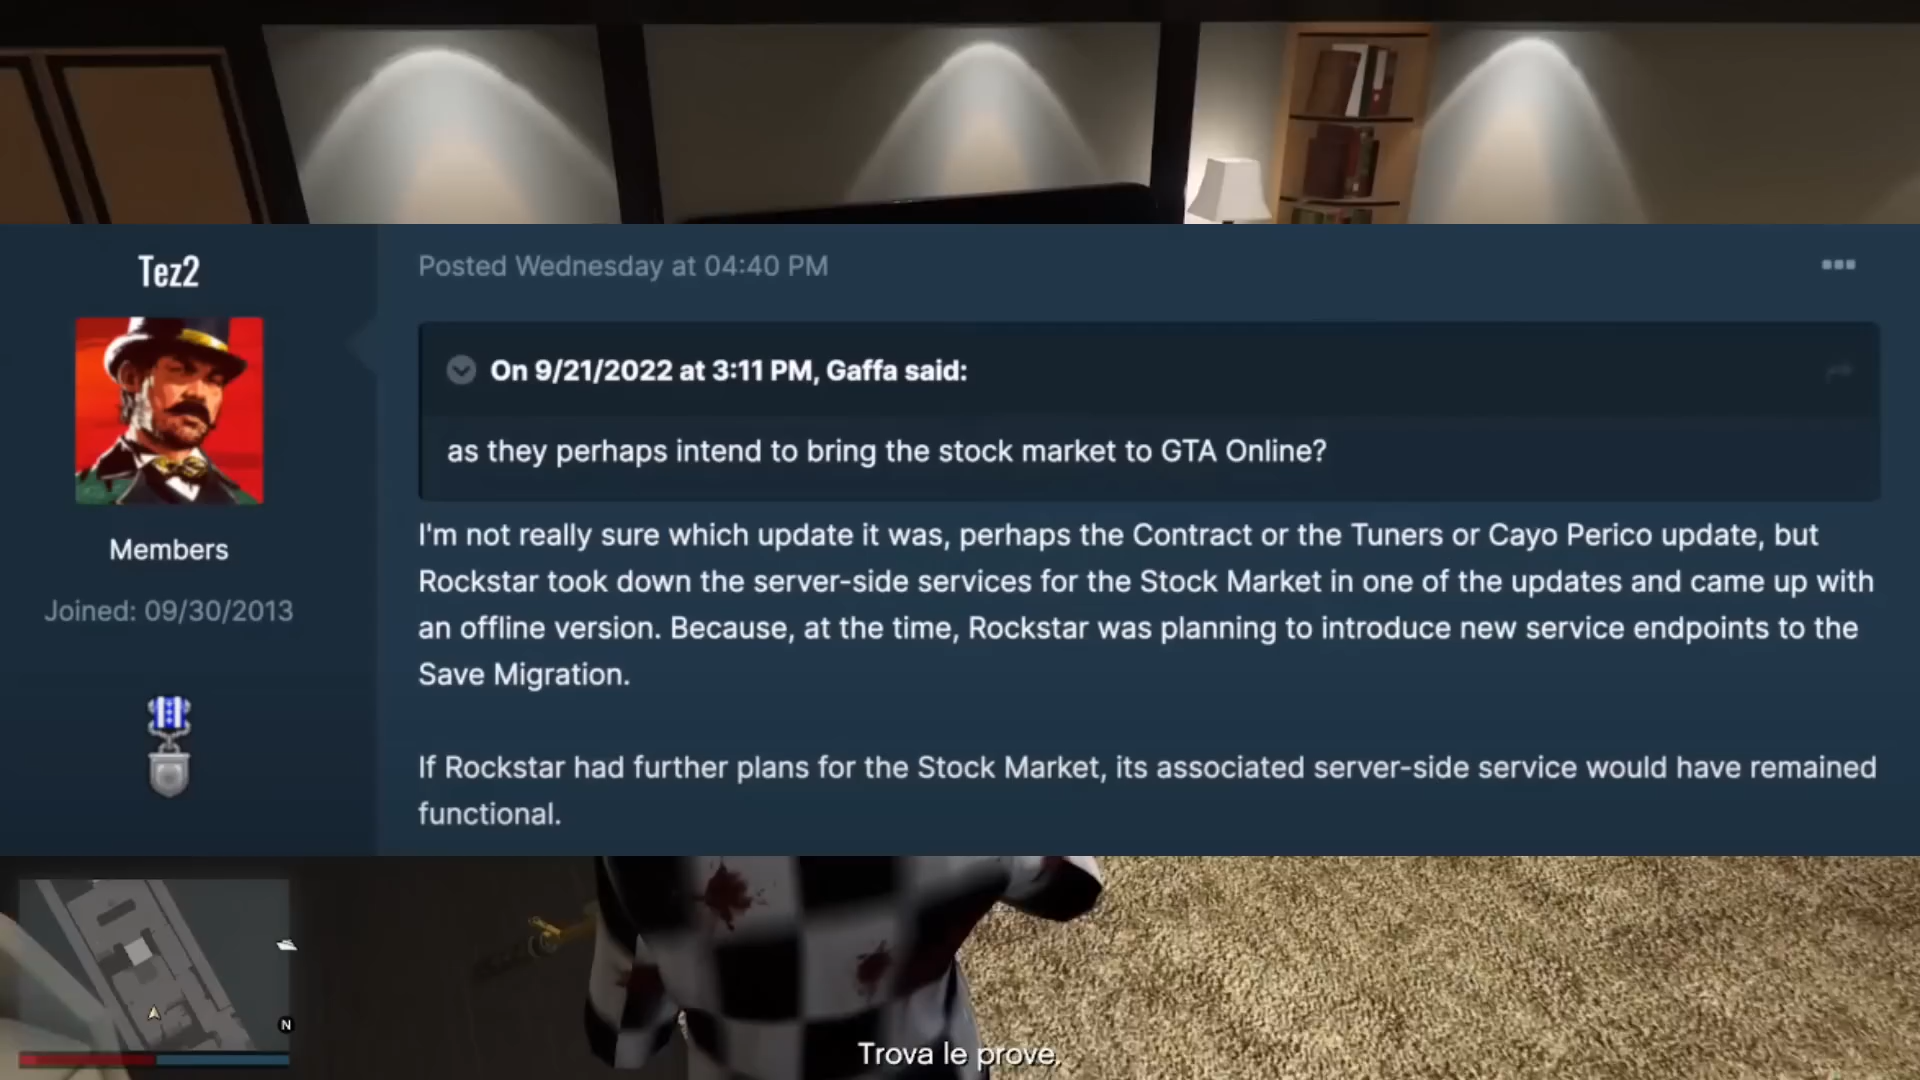 Tez2
Members
Joined: 09/30/2013
Posted Wednesday at 04:40 PM
On 9/21/2022 at 3:11 PM, Gaffa said:
as they perhaps intend to bring the stock market to GTA Online?
I'm not really sure which update it was, perhaps the Contract or the Tuners or Cayo Perico update, but
Rockstar took down the server-side services for the Stock Market in one of the updates and came up with
an offline version. Because, at the time, Rockstar was planning to introduce new service endpoints to the
Save Migration.
If Rockstar had further plans for the Stock Market, its associated server-side service would have remained
functional.
N
Trova le prove.